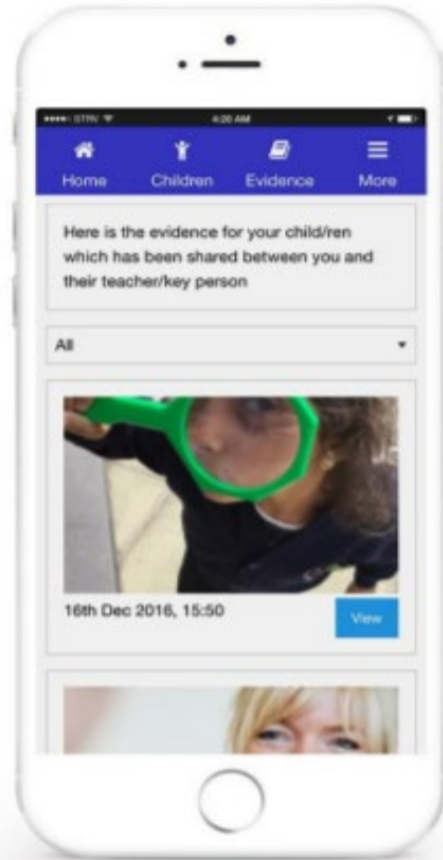 STRV 4:20 AM
Home Children Evidence More
Here is the evidence for your child/ren
which has been shared between you and
their teacher/key person
All
16th Dec 2016, 15:50
View